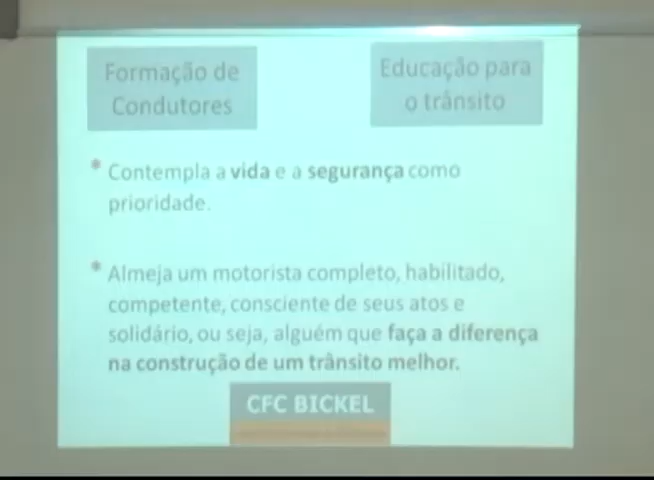 Formação de
Condutores
Educação para
o trânsito
* Contempla a vida e a segurança como
prioridade.
* Almeja um motorista completo, habilitado,
competente, consciente de seus atos e
solidário, ou seja, alguém que faça a diferença
na construção de um trânsito melhor.
CFC BICKEL